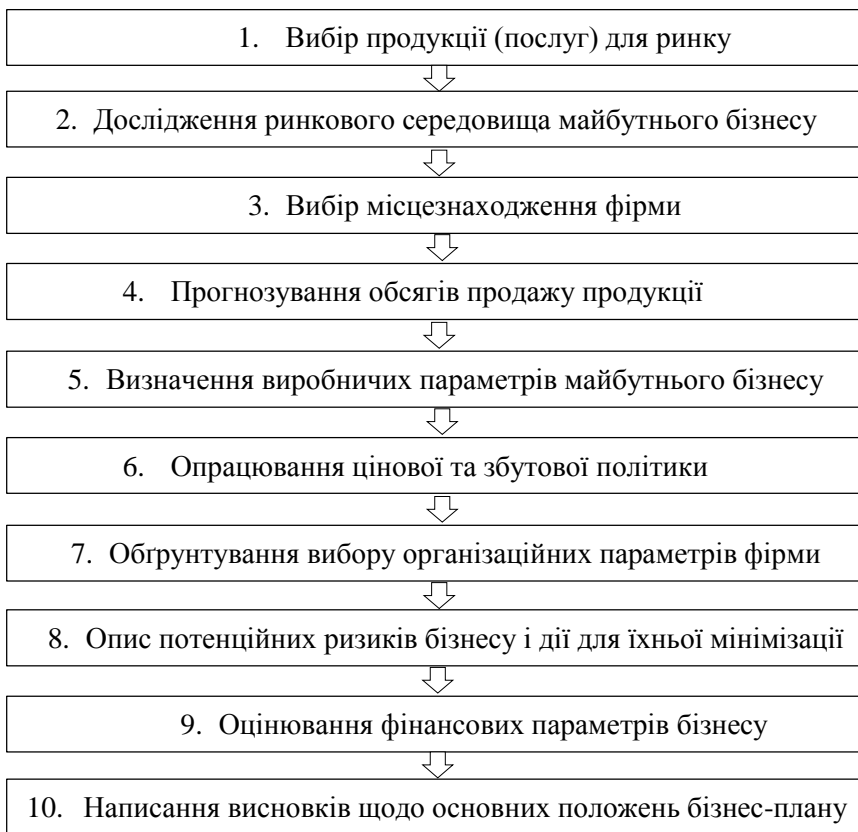 1. Вибір продукції (послуг) для ринку
2. Дослідження ринкового середовища майбутнього бізнесу
3. Вибір місцезнаходження фірми
4. Прогнозування обсягів продажу продукції
5. Визначення виробничих параметрів майбутнього бізнесу
6. Опрацювання цінової та збутової політики
7. Обґрунтування вибору організаційних параметрів фірми
8. Опис потенційних ризиків бізнесу і дії для їхньої мінімізації
9. Оцінювання фінансових параметрів бізнесу
10. Написання висновків щодо основних положень бізнес-плану